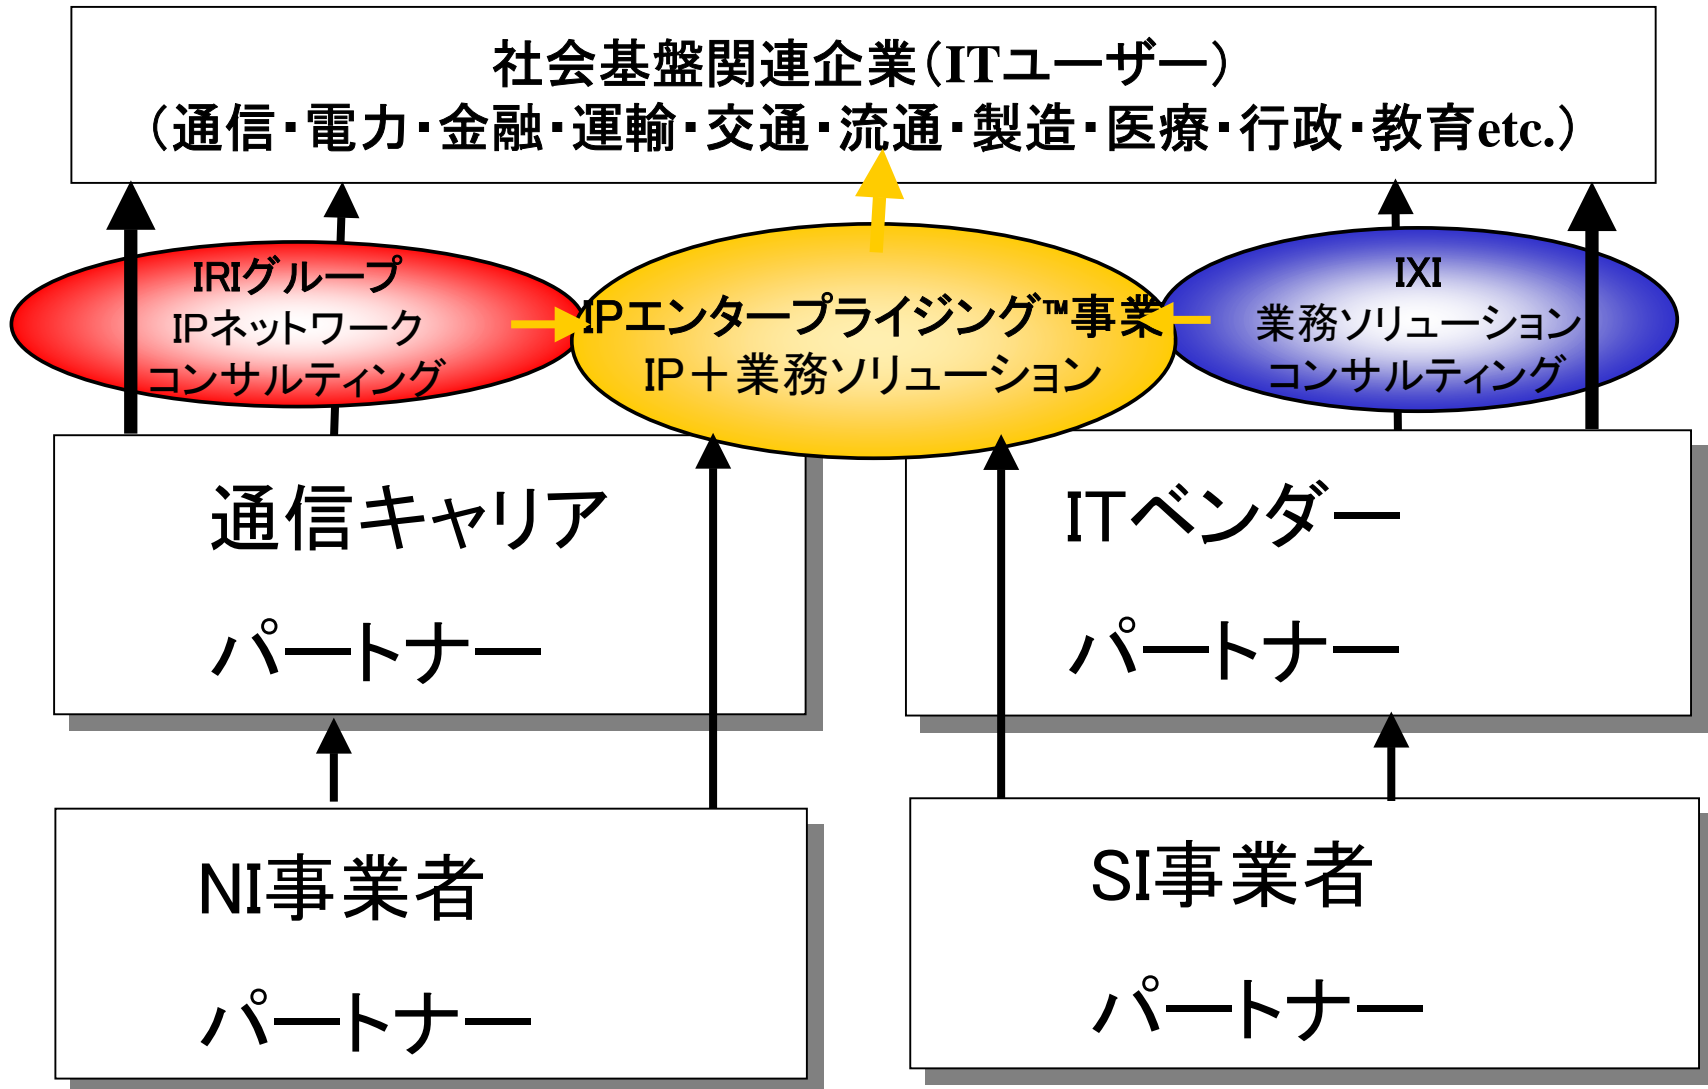 社会基盤関連企業（ITユーザー）
（通信・電力・金融・運輸・交通・流通・製造・医療・行政・教育etc.）
IRIグループ
IPネットワーク
コンサルティング
IPエンタープライジング™事業
IP＋業務ソリューション
IXI
業務ソリューション
コンサルティング
通信キャリア
パートナー
ITベンダー
パートナー
NI事業者
パートナー
SI事業者
パートナー